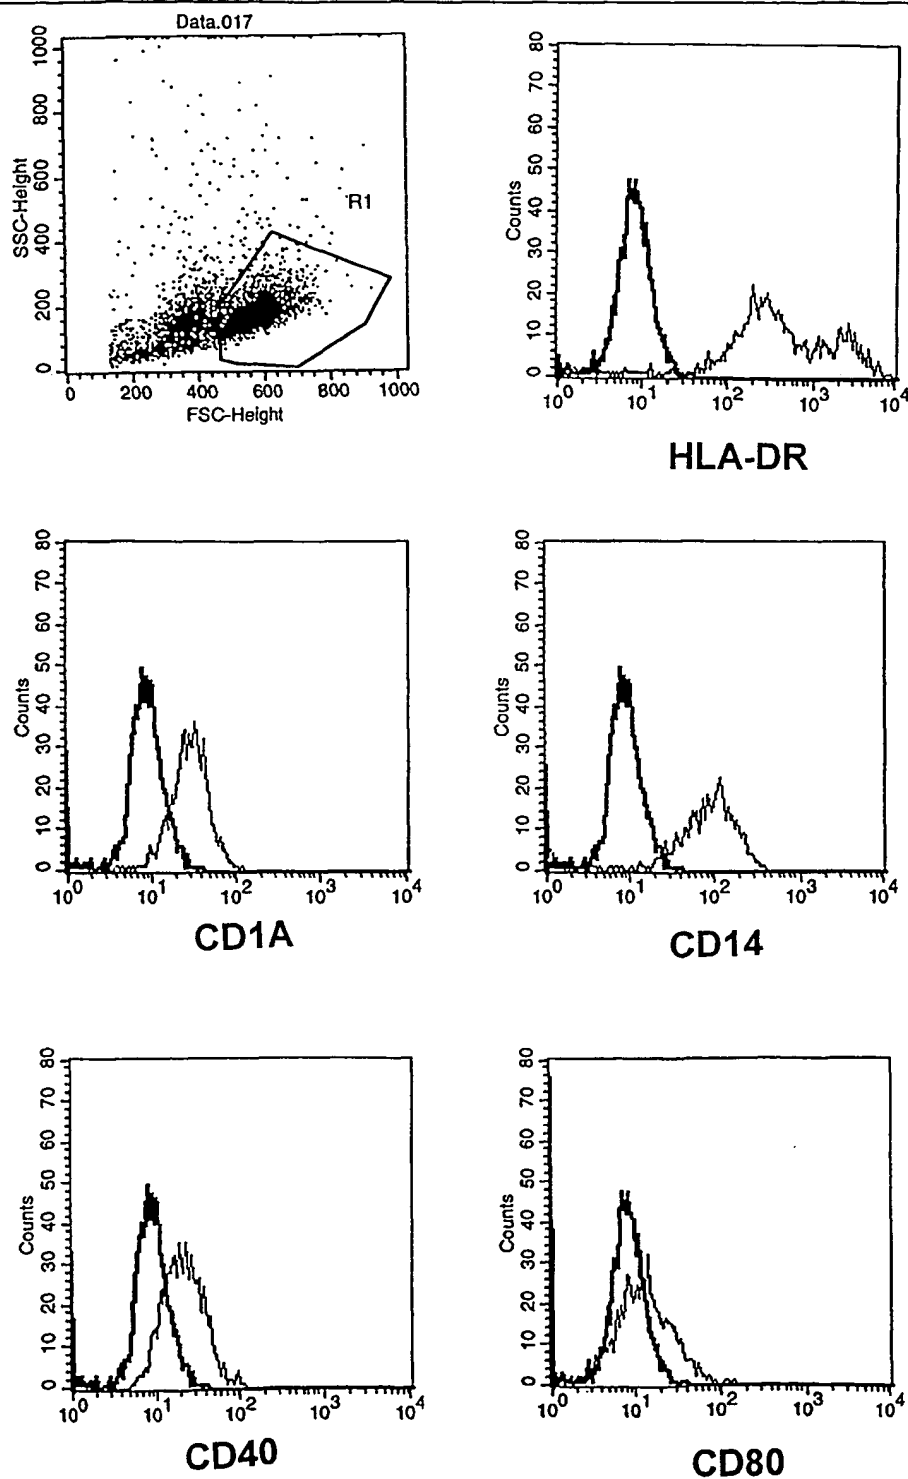 Data.017
SSC-Height
0 200 400 600 800 1000
R1
0 200 400 600 800 1000
FSC-Height
Counts
0 10 20 30 40 50 60 70 80
10^0 10^1 10^2 10^3 10^4
HLA-DR
Counts
0 10 20 30 40 50 60 70 80
10^0 10^1 10^2 10^3 10^4
CD1A
Counts
0 10 20 30 40 50 60 70 80
10^0 10^1 10^2 10^3 10^4
CD14
Counts
0 10 20 30 40 50 60 70 80
10^0 10^1 10^2 10^3 10^4
CD40
Counts
0 10 20 30 40 50 60 70 80
10^0 10^1 10^2 10^3 10^4
CD80